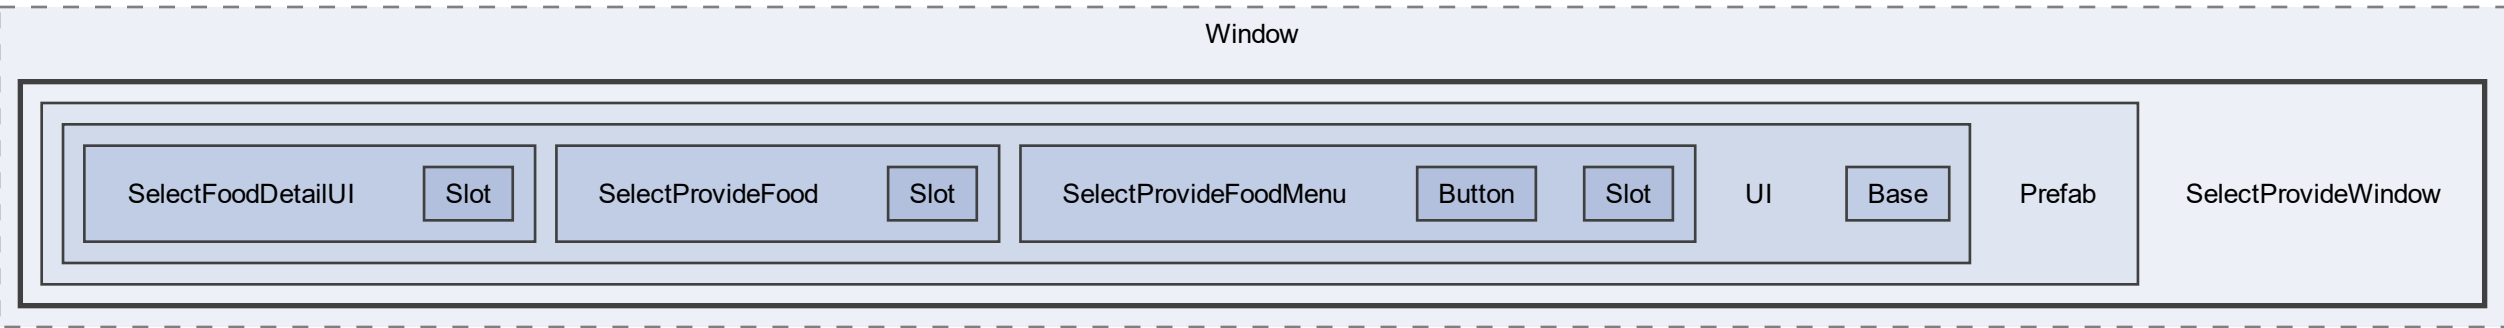 Window
SelectFoodDetailUI
Slot
SelectProvideFood
Slot
SelectProvideFoodMenu
Button
Slot
UI
Base
Prefab
SelectProvideWindow